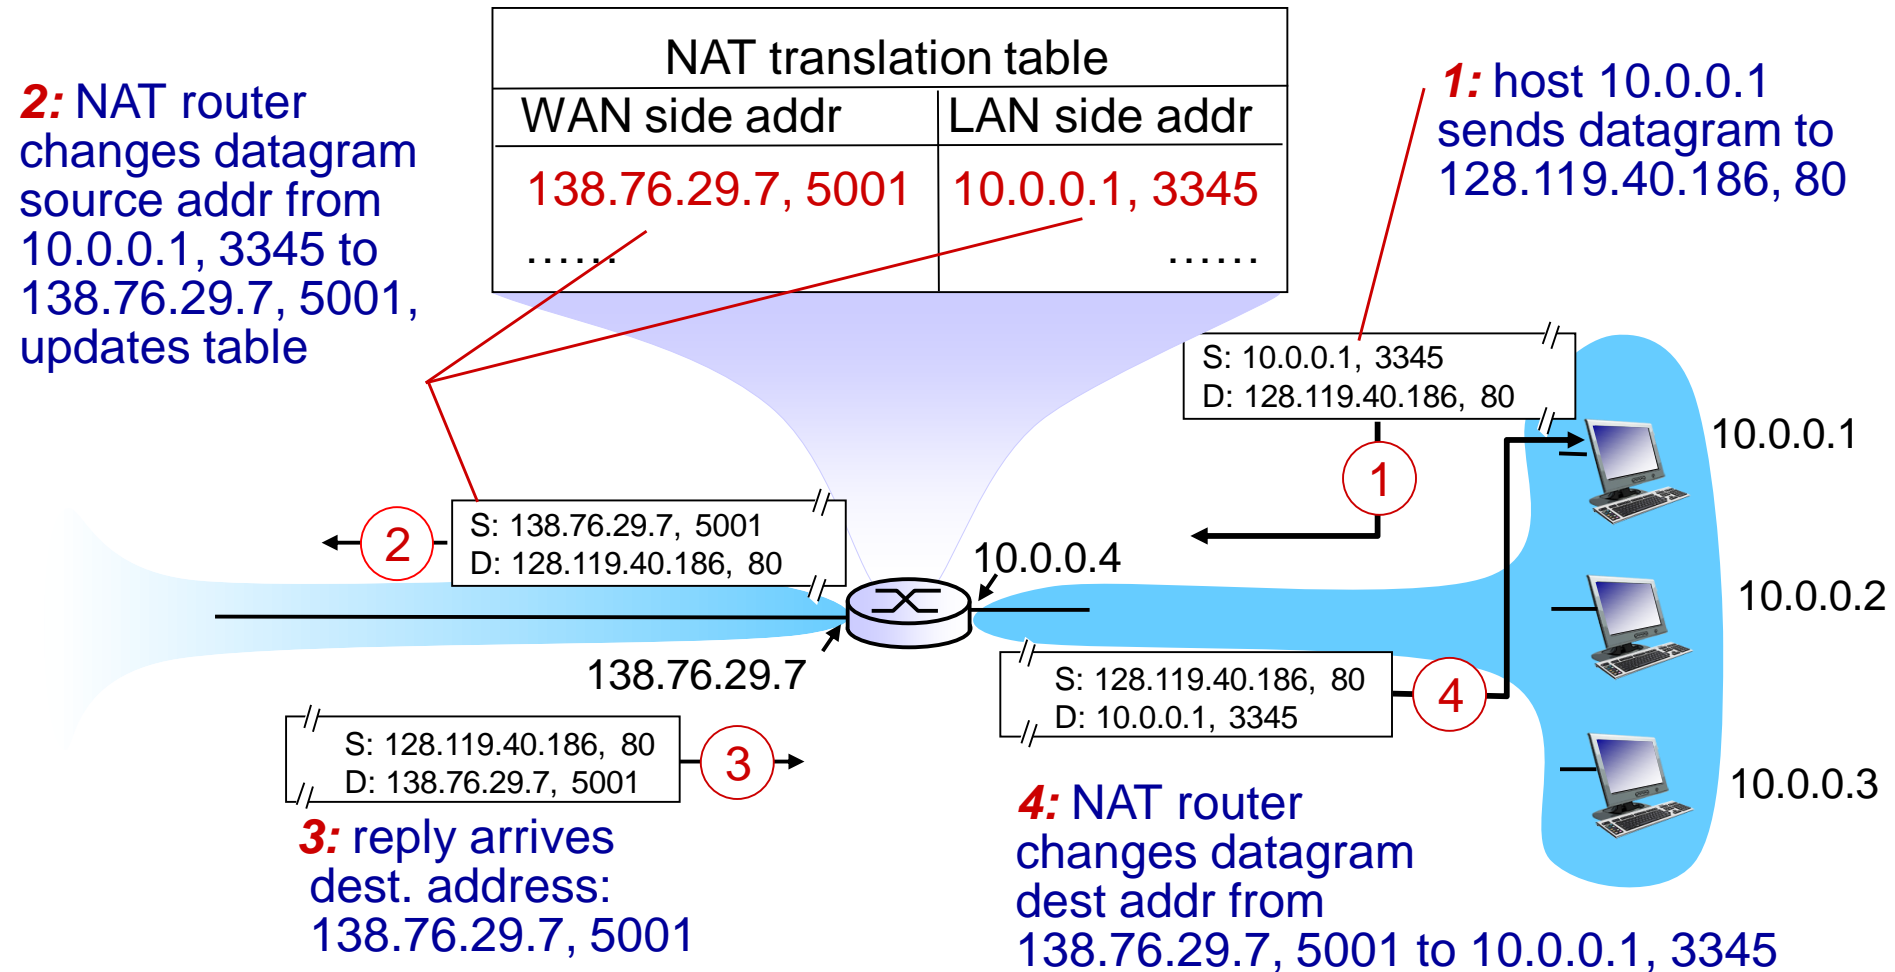 NAT translation table
WAN side addr LAN side addr
138.76.29.7, 5001 10.0.0.1, 3345
...... ......
2: NAT router
changes datagram
source addr from
10.0.0.1, 3345 to
138.76.29.7, 5001,
updates table
1: host 10.0.0.1
sends datagram to
128.119.40.186, 80
S: 10.0.0.1, 3345
D: 128.119.40.186, 80
1
10.0.0.1
S: 138.76.29.7, 5001
D: 128.119.40.186, 80
2
10.0.0.4
10.0.0.2
138.76.29.7
S: 128.119.40.186, 80
D: 10.0.0.1, 3345
4
S: 128.119.40.186, 80
D: 138.76.29.7, 5001
3
10.0.0.3
3: reply arrives
dest. address:
138.76.29.7, 5001
4: NAT router
changes datagram
dest addr from
138.76.29.7, 5001 to 10.0.0.1, 3345